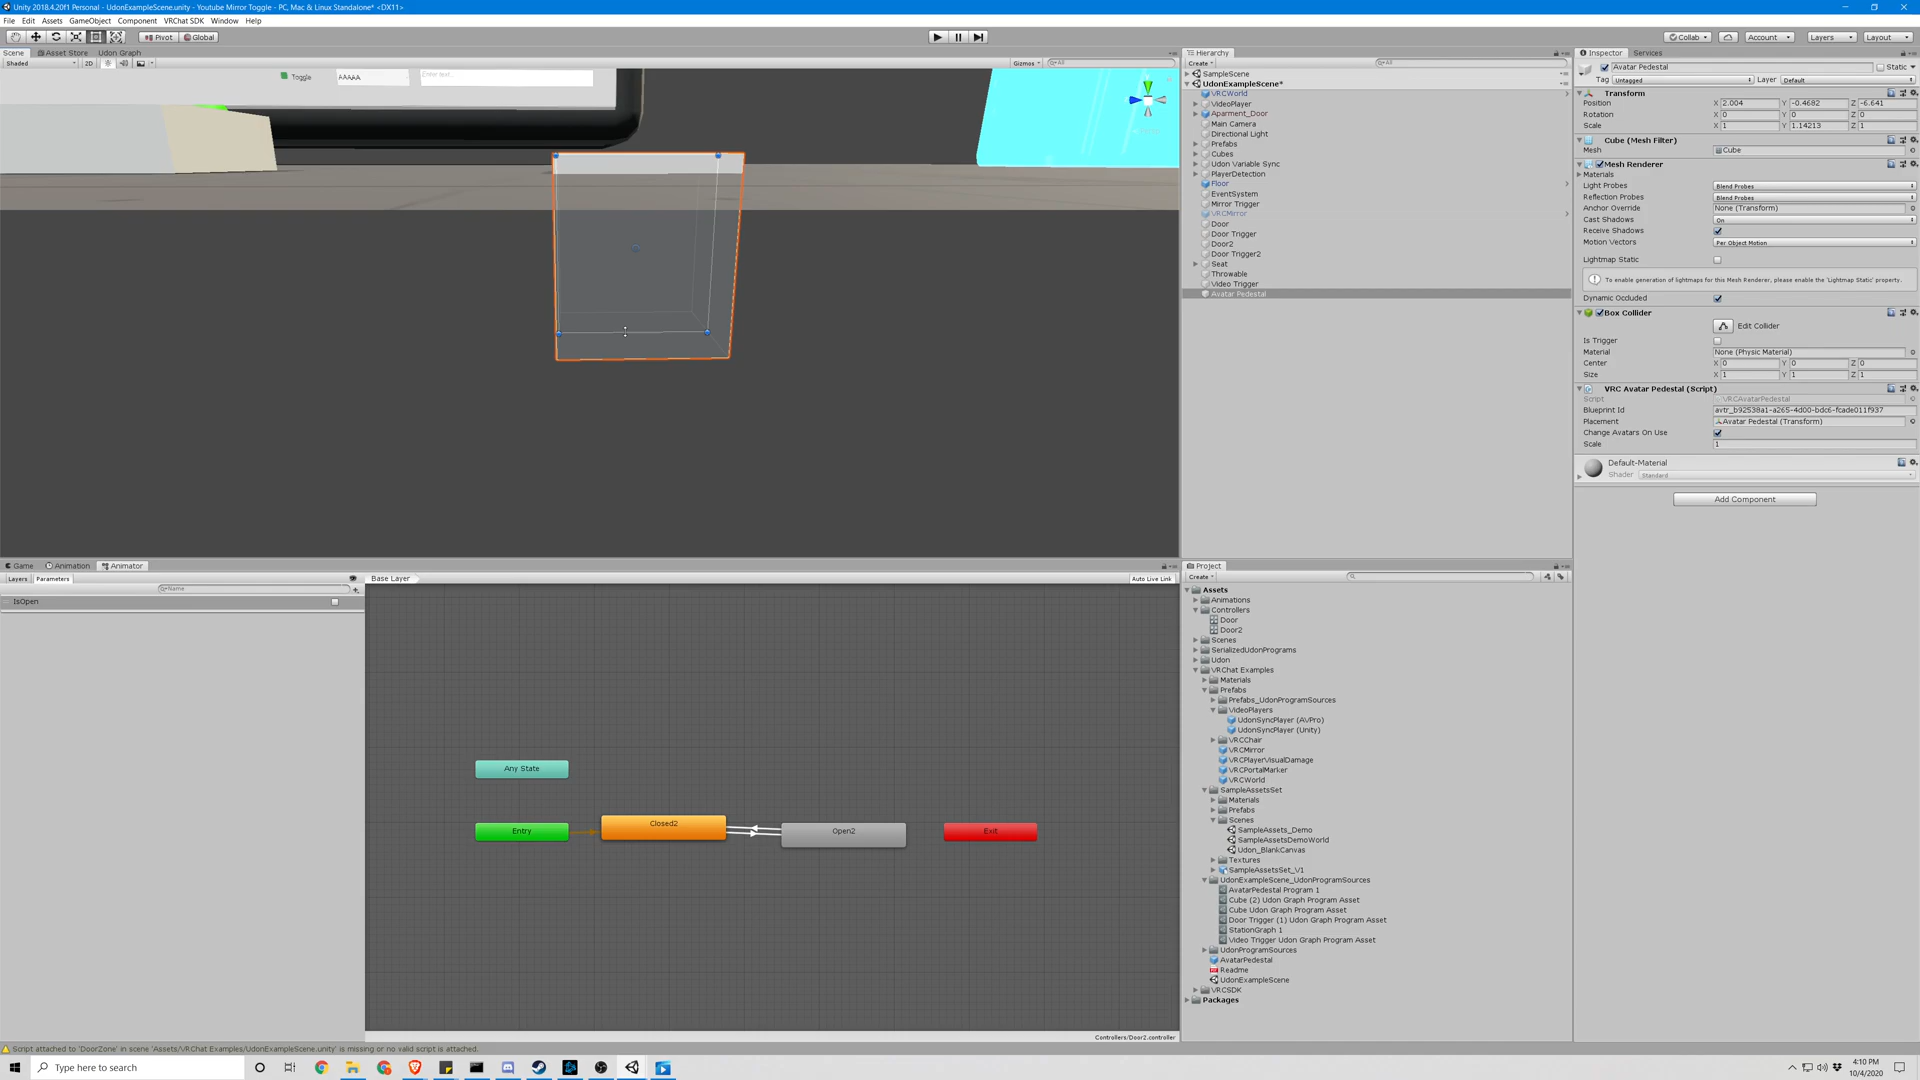 Unity 2018.4.20f1 Personal - UdonExampleScene.unity - Youtube Mirror Toggle - PC, Mac & Linux Standalone* <DX11>
File Edit Assets GameObject Component VRChat SDK Window Help
Pivot Global Collab Account Layers Layout
Scene Asset Store Udon Graph
Shaded 2D Gizmos All
Toggle AAAAA Enter text...
Hierarchy
Create All
SampleScene
UdonExampleScene*
VRCWorld
VideoPlayer
Aparment_Door
Main Camera
Directional Light
Prefabs
Cubes
Udon Variable Sync
PlayerDetection
Floor
EventSystem
Mirror Trigger
VRCMirror
Door
Door Trigger
Door2
Door Trigger2
Seat
Throwable
Video Trigger
Avatar Pedestal
Inspector Services
Avatar Pedestal Static
Tag Untagged Layer Default
Transform
Position X 2.004 Y -0.4682 Z -6.641
Rotation X 0 Y 0 Z 0
Scale X 1 Y 1.14213 Z 1
Cube (Mesh Filter)
Mesh Cube
Mesh Renderer
Materials
Light Probes Blend Probes
Reflection Probes Blend Probes
Anchor Override None (Transform)
Cast Shadows On
Receive Shadows
Motion Vectors Per Object Motion
Lightmap Static
To enable generation of lightmaps for this Mesh Renderer, please enable the 'Lightmap Static' property.
Dynamic Occluded
Box Collider
Edit Collider
Is Trigger
Material None (Physic Material)
Center X 0 Y 0 Z 0
Size X 1 Y 1 Z 1
VRC Avatar Pedestal (Script)
Script VRCAvatarPedestal
Blueprint Id avtr_b92538a1-a265-4d00-bdc6-fcade011f937
Placement Avatar Pedestal (Transform)
Change Avatars On Use
Scale 1
Default-Material
Shader Standard
Add Component
Game Animation Animator
Layers Parameters Base Layer Auto Live Link
Name
IsOpen
Any State
Entry
Closed2
Open2
Exit
Controllers/Door2.controller
Project
Create
Assets
Animations
Controllers
Door
Door2
Scenes
SerializedUdonPrograms
Udon
VRChat Examples
Materials
Prefabs
Prefabs_UdonProgramSources
VideoPlayers
UdonSyncPlayer (AVPro)
UdonSyncPlayer (Unity)
VRCChair
VRCMirror
VRCPlayerVisualDamage
VRCPortalMarker
VRCWorld
SampleAssetsSet
Materials
Prefabs
Scenes
SampleAssets_Demo
SampleAssetsDemoWorld
Udon_BlankCanvas
Textures
SampleAssetsSet_V1
UdonExampleScene_UdonProgramSources
AvatarPedestal Program 1
Cube (2) Udon Graph Program Asset
Cube Udon Graph Program Asset
Door Trigger (1) Udon Graph Program Asset
StationGraph 1
Video Trigger Udon Graph Program Asset
UdonProgramSources
AvatarPedestal
Readme
UdonExampleScene
VRCSDK
Packages
Script attached to 'DoorZone' in scene 'Assets/VRChat Examples/UdonExampleScene.unity' is missing or no valid script is attached.
Type here to search
4:10 PM
10/4/2020